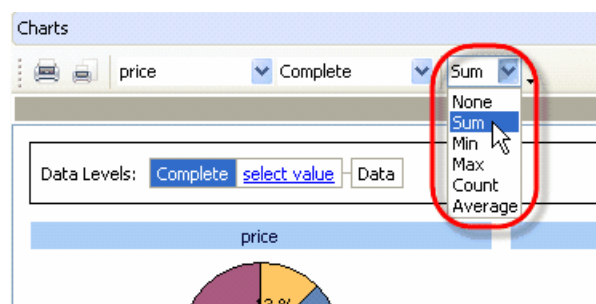 Charts
price Complete Sum
None
Sum
Min
Max
Count
Average
Data Levels: Complete select value Data
price